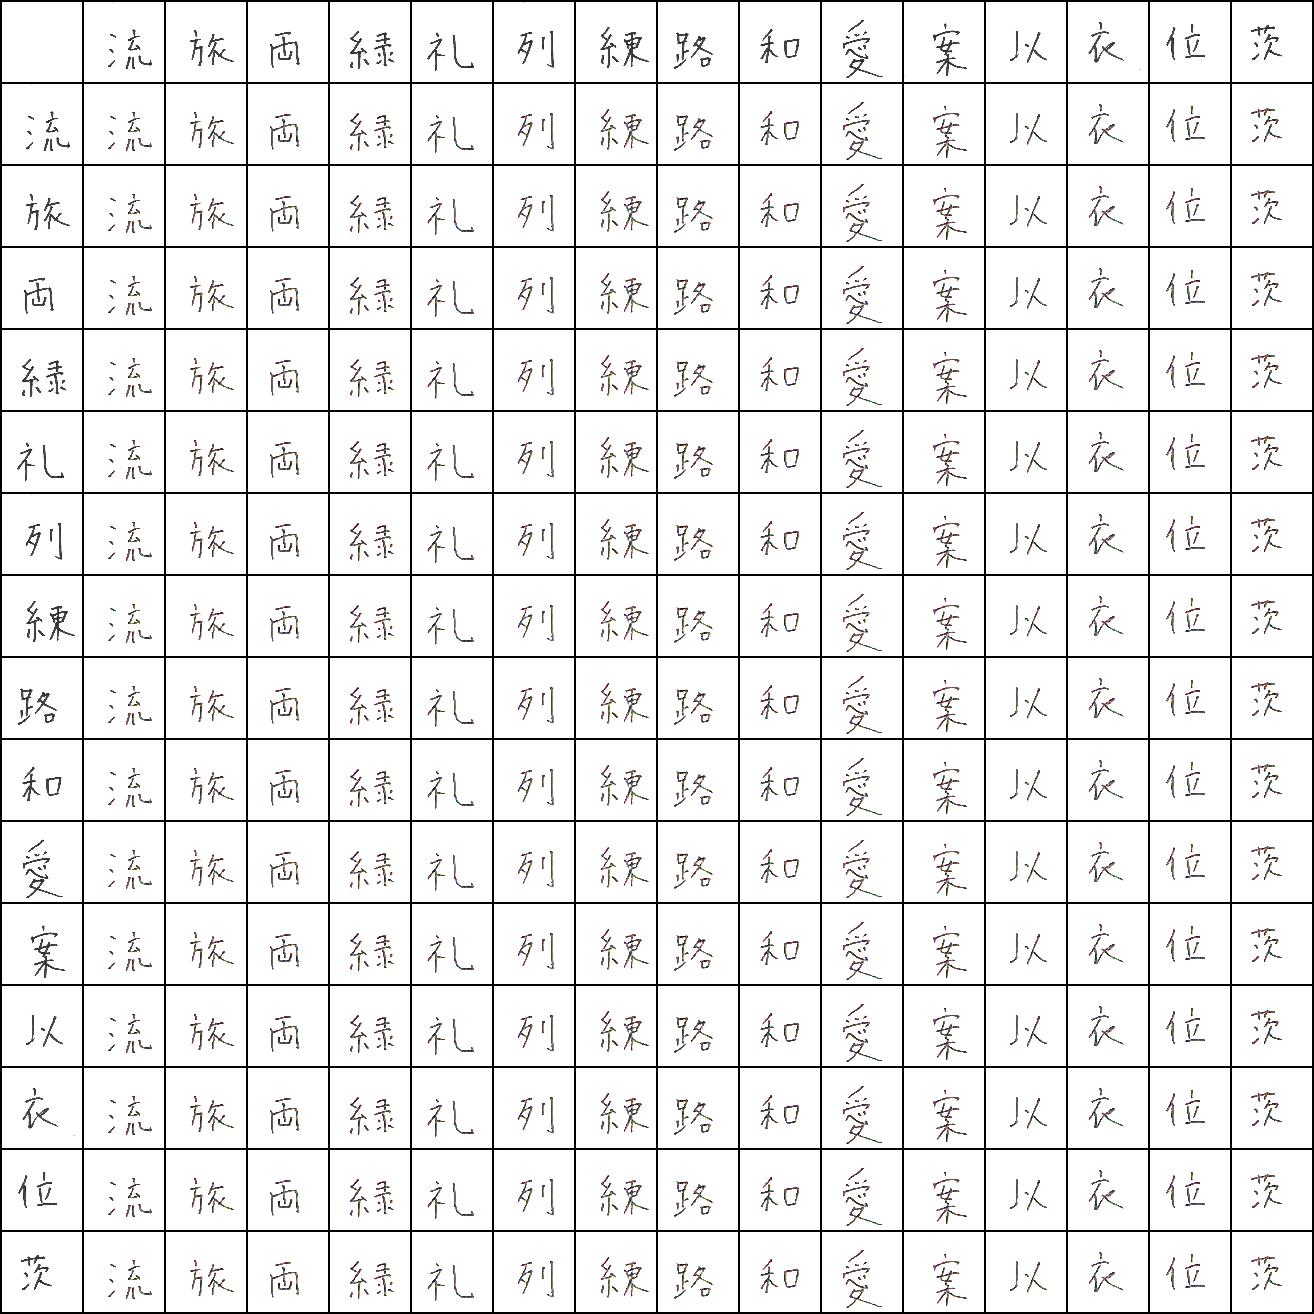 流 旅 両 緑 礼 列 練 路 和 愛 案 以 衣 位 茨
流 流 旅 両 緑 礼 列 練 路 和 愛 案 以 衣 位 茨
旅 流 旅 両 緑 礼 列 練 路 和 愛 案 以 衣 位 茨
両 流 旅 両 緑 礼 列 練 路 和 愛 案 以 衣 位 茨
緑 流 旅 両 緑 礼 列 練 路 和 愛 案 以 衣 位 茨
礼 流 旅 両 緑 礼 列 練 路 和 愛 案 以 衣 位 茨
列 流 旅 両 緑 礼 列 練 路 和 愛 案 以 衣 位 茨
練 流 旅 両 緑 礼 列 練 路 和 愛 案 以 衣 位 茨
路 流 旅 両 緑 礼 列 練 路 和 愛 案 以 衣 位 茨
和 流 旅 両 緑 礼 列 練 路 和 愛 案 以 衣 位 茨
愛 流 旅 両 緑 礼 列 練 路 和 愛 案 以 衣 位 茨
案 流 旅 両 緑 礼 列 練 路 和 愛 案 以 衣 位 茨
以 流 旅 両 緑 礼 列 練 路 和 愛 案 以 衣 位 茨
衣 流 旅 両 緑 礼 列 練 路 和 愛 案 以 衣 位 茨
位 流 旅 両 緑 礼 列 練 路 和 愛 案 以 衣 位 茨
茨 流 旅 両 緑 礼 列 練 路 和 愛 案 以 衣 位 茨